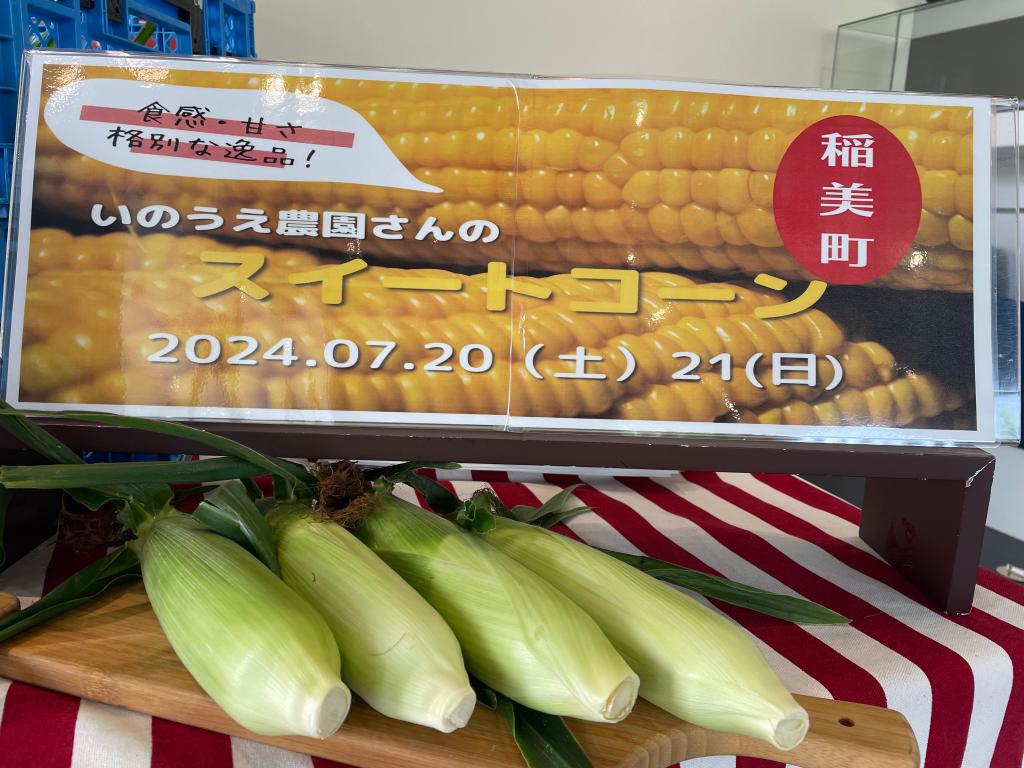 食感・甘さ
格別な逸品！
稲美町
いのうえ農園さんの
スイートコーン
2024.07.20（土）21(日)